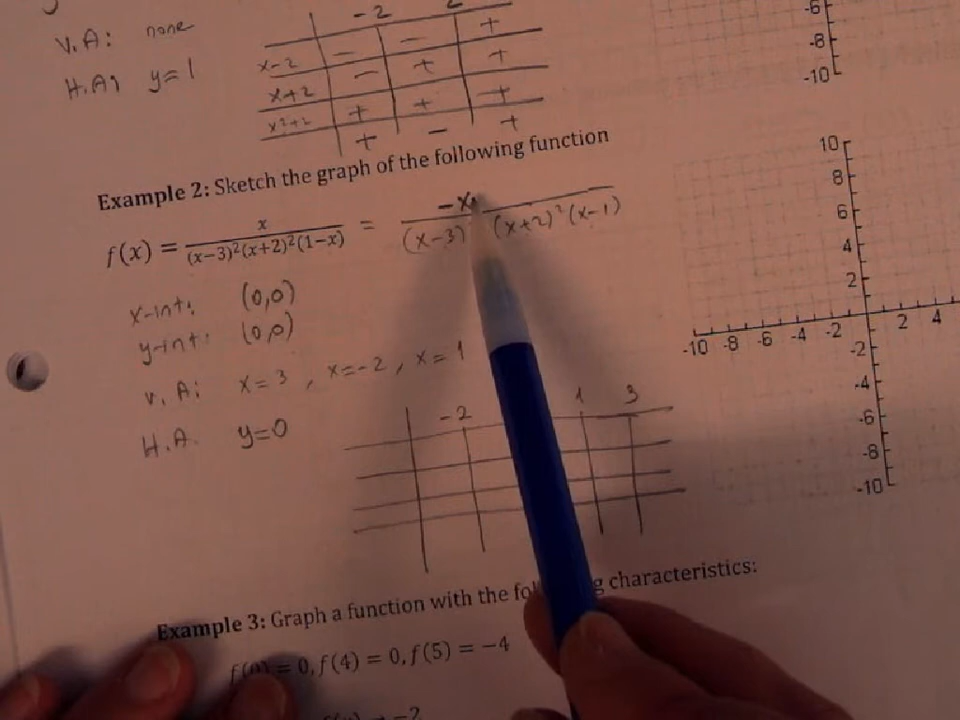 V.A: none
H.A: y=1
-2 2
x-2 - - +
x+2 - + +
x²+2 + + +
+ - +
-6
-8
-10
Example 2: Sketch the graph of the following function
f(x) = x / (x−3)²(x+2)²(1−x) = -x / (x-3) (x+2)² (x-1)
x-int: (0,0)
y-int: (0,0)
V.A: x=3, x=-2, x=1
H.A. y=0
-2 1 3
10
8
6
4
2
-10 -8 -6 -4 -2 2 4
-2
-4
-6
-8
-10
Example 3: Graph a function with the characteristics:
f(0) = 0, f(4) = 0, f(5) = −4